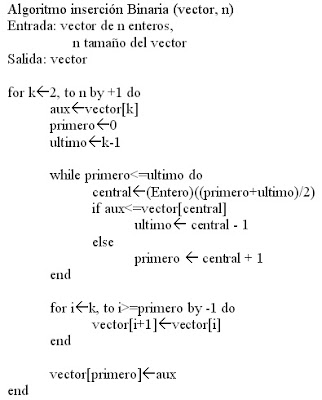 Algoritmo inserción Binaria (vector, n)
Entrada: vector de n enteros,
n tamaño del vector
Salida: vector
for k←2, to n by +1 do
aux←vector[k]
primero←0
ultimo←k-1
while primero<=ultimo do
central←(Entero)((primero+ultimo)/2)
if aux<=vector[central]
ultimo← central - 1
else
primero ← central + 1
end
for i←k, to i>=primero by -1 do
vector[i+1]←vector[i]
end
vector[primero]←aux
end